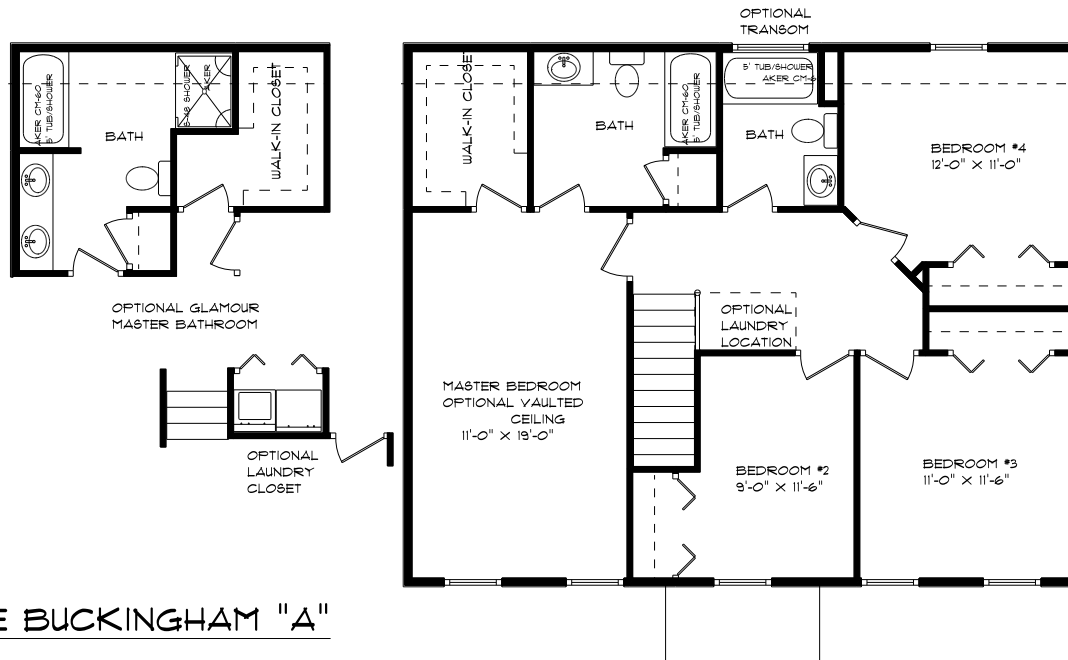 OPTIONAL
TRANSOM
AKER CM-60
5' TUB/SHOWER
SHOWER
AKER
WALK-IN CLOSET
BATH
WALK-IN CLOSET
BATH
AKER CM-60
5' TUB/SHOWER
5' TUB/SHOWER
AKER CM-6
BATH
BEDROOM #4
12'-0" X 11'-0"
OPTIONAL GLAMOUR
MASTER BATHROOM
OPTIONAL
LAUNDRY
LOCATION
MASTER BEDROOM
OPTIONAL VAULTED
CEILING
11'-0" X 19'-0"
OPTIONAL
LAUNDRY
CLOSET
BEDROOM #2
9'-0" X 11'-6"
BEDROOM #3
11'-0" X 11'-6"
E BUCKINGHAM "A"